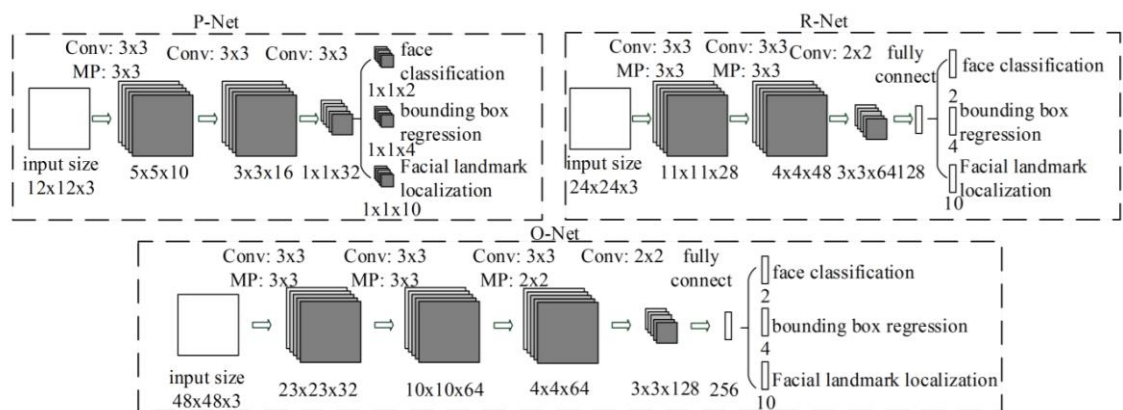 P-Net
Conv: 3x3 Conv: 3x3 Conv: 3x3
MP: 3x3
face
classification
1x1x2
bounding box
regression
1x1x4
Facial landmark
localization
1x1x10
input size
12x12x3
5x5x10 3x3x16 1x1x32
R-Net
Conv: 3x3 Conv: 3x3 Conv: 2x2 fully
MP: 3x3 MP: 3x3 connect
face classification
2
bounding box
regression
4
Facial landmark
localization
10
input size
24x24x3
11x11x28 4x4x48 3x3x64 128
O-Net
Conv: 3x3 Conv: 3x3 Conv: 3x3 Conv: 2x2 fully
MP: 3x3 MP: 3x3 MP: 2x2 connect
face classification
2
bounding box regression
4
Facial landmark localization
10
input size
48x48x3
23x23x32 10x10x64 4x4x64 3x3x128 256